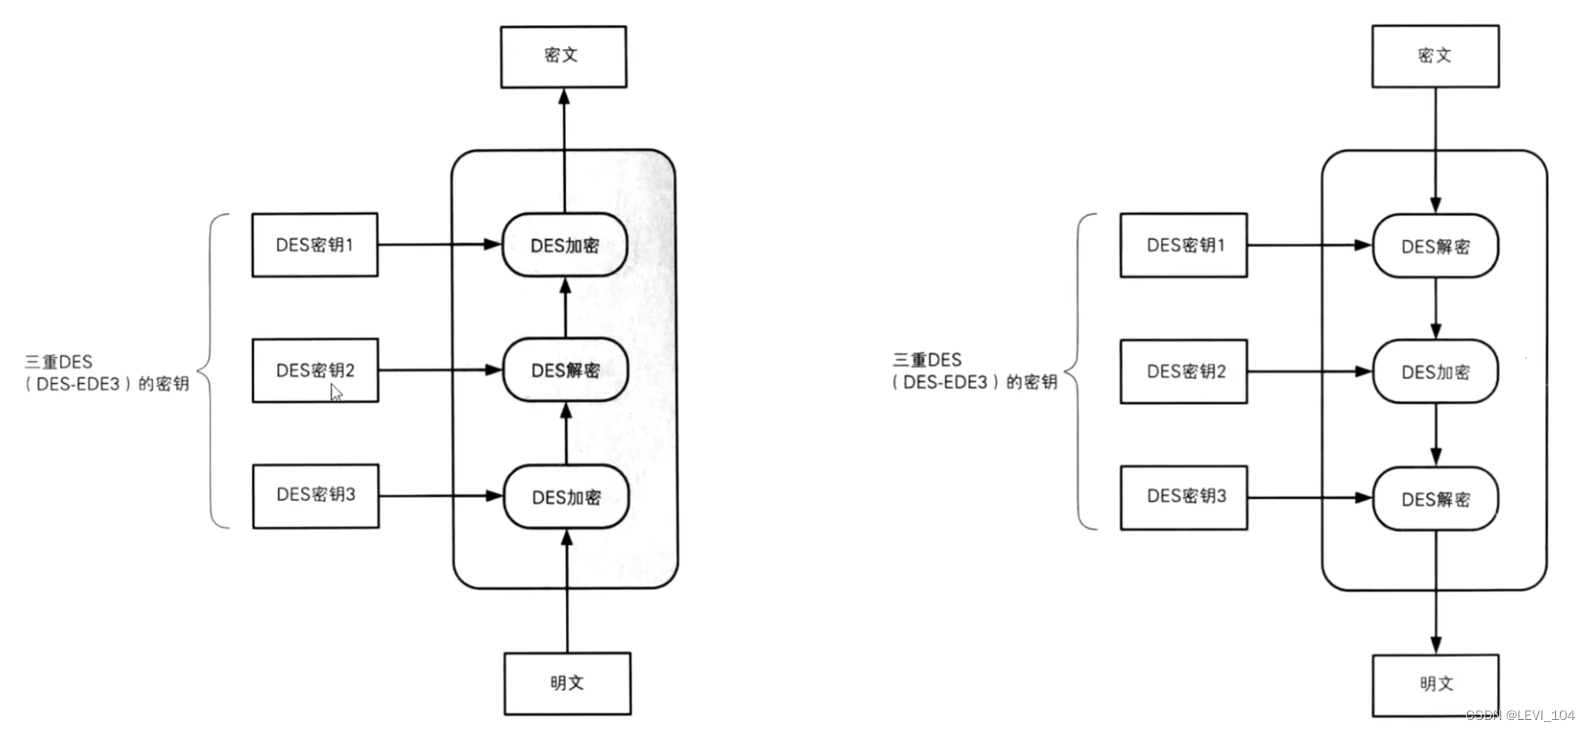 密文
DES密钥1
DES加密
三重DES
（DES-EDE3）的密钥
DES密钥2
DES解密
DES密钥3
DES加密
明文
密文
DES密钥1
DES解密
三重DES
（DES-EDE3）的密钥
DES密钥2
DES加密
DES密钥3
DES解密
明文
CSDN @LEVI_104